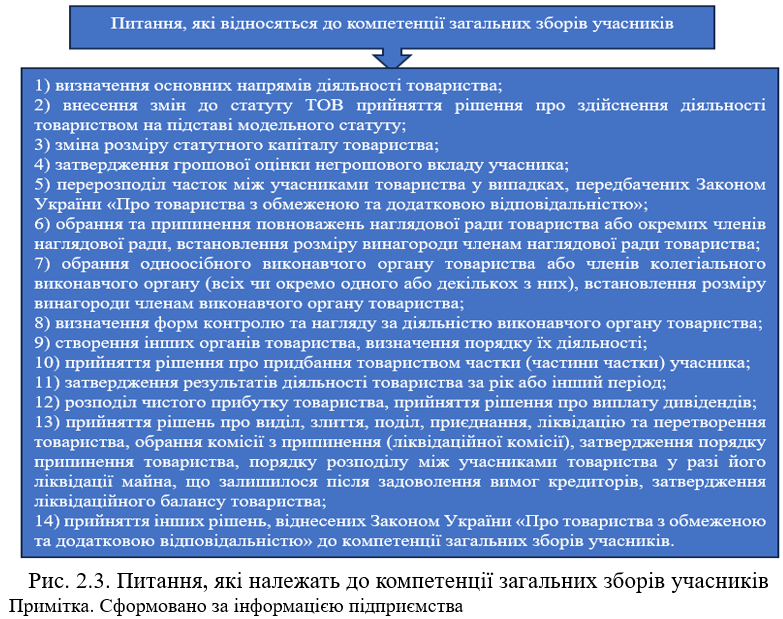 Питання, які відносяться до компетенції загальних зборів учасників
1) визначення основних напрямів діяльності товариства;
2) внесення змін до статуту ТОВ прийняття рішення про здійснення діяльності
товариством на підставі модельного статуту;
3) зміна розміру статутного капіталу товариства;
4) затвердження грошової оцінки негрошового вкладу учасника;
5) перерозподіл часток між учасниками товариства у випадках, передбачених Законом
України «Про товариства з обмеженою та додатковою відповідальністю»;
6) обрання та припинення повноважень наглядової ради товариства або окремих членів
наглядової ради, встановлення розміру винагороди членам наглядової ради товариства;
7) обрання одноосібного виконавчого органу товариства або членів колегіального
виконавчого органу (всіх чи окремо одного або декількох з них), встановлення розміру
винагороди членам виконавчого органу товариства;
8) визначення форм контролю та нагляду за діяльністю виконавчого органу товариства;
9) створення інших органів товариства, визначення порядку їх діяльності;
10) прийняття рішення про придбання товариством частки (частини частки) учасника;
11) затвердження результатів діяльності товариства за рік або інший період;
12) розподіл чистого прибутку товариства, прийняття рішення про виплату дивідендів;
13) прийняття рішень про виділ, злиття, поділ, приєднання, ліквідацію та перетворення
товариства, обрання комісії з припинення (ліквідаційної комісії), затвердження порядку
припинення товариства, порядку розподілу між учасниками товариства у разі його
ліквідації майна, що залишилося після задоволення вимог кредиторів, затвердження
ліквідаційного балансу товариства;
14) прийняття інших рішень, віднесених Законом України «Про товариства з обмеженою
та додатковою відповідальністю» до компетенції загальних зборів учасників.
Рис. 2.3. Питання, які належать до компетенції загальних зборів учасників
Примітка. Сформовано за інформацією підприємства